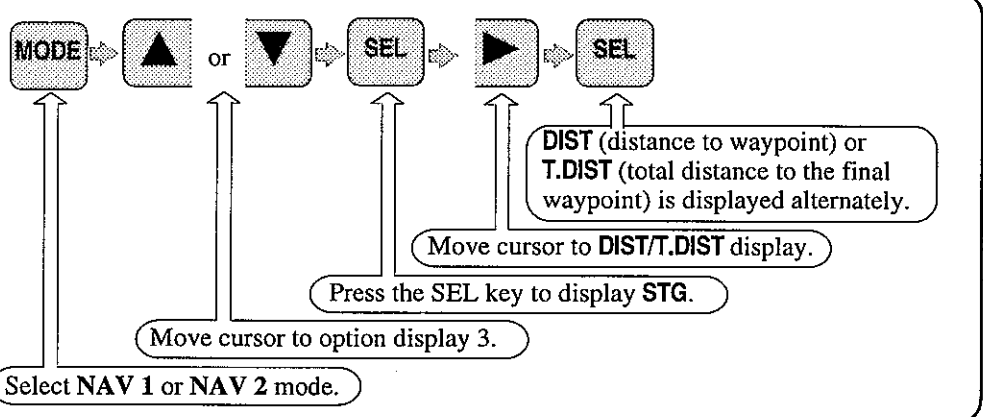 MODE or SEL SEL
DIST (distance to waypoint) or
T.DIST (total distance to the final
waypoint) is displayed alternately.
Move cursor to DIST/T.DIST display.
Press the SEL key to display STG.
Move cursor to option display 3.
Select NAV 1 or NAV 2 mode.